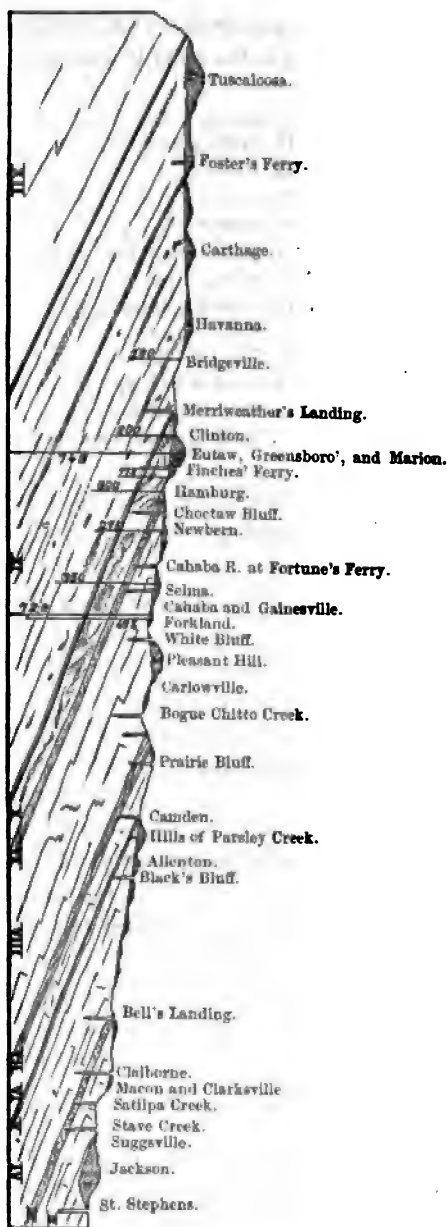 Tuscaloosa.
Foster's Ferry.
Carthage.
Havanna.
Bridgeville.
Merriweather's Landing.
Clinton.
Eutaw, Greensboro', and Marion.
Finches' Ferry.
Hamburg.
Choctaw Bluff.
Newbern.
Cahaba R. at Fortune's Ferry.
Selma.
Cahaba and Gainesville.
Forkland.
White Bluff.
Pleasant Hill.
Carlowville.
Bogue Chitto Creek.
Prairie Bluff.
Camden.
Hills of Parsley Creek.
Allenton.
Black's Bluff.
Bell's Landing.
Claiborne.
Macon and Clarksville
Satilpa Creek.
Stave Creek.
Suggsville.
Jackson.
St. Stephens.